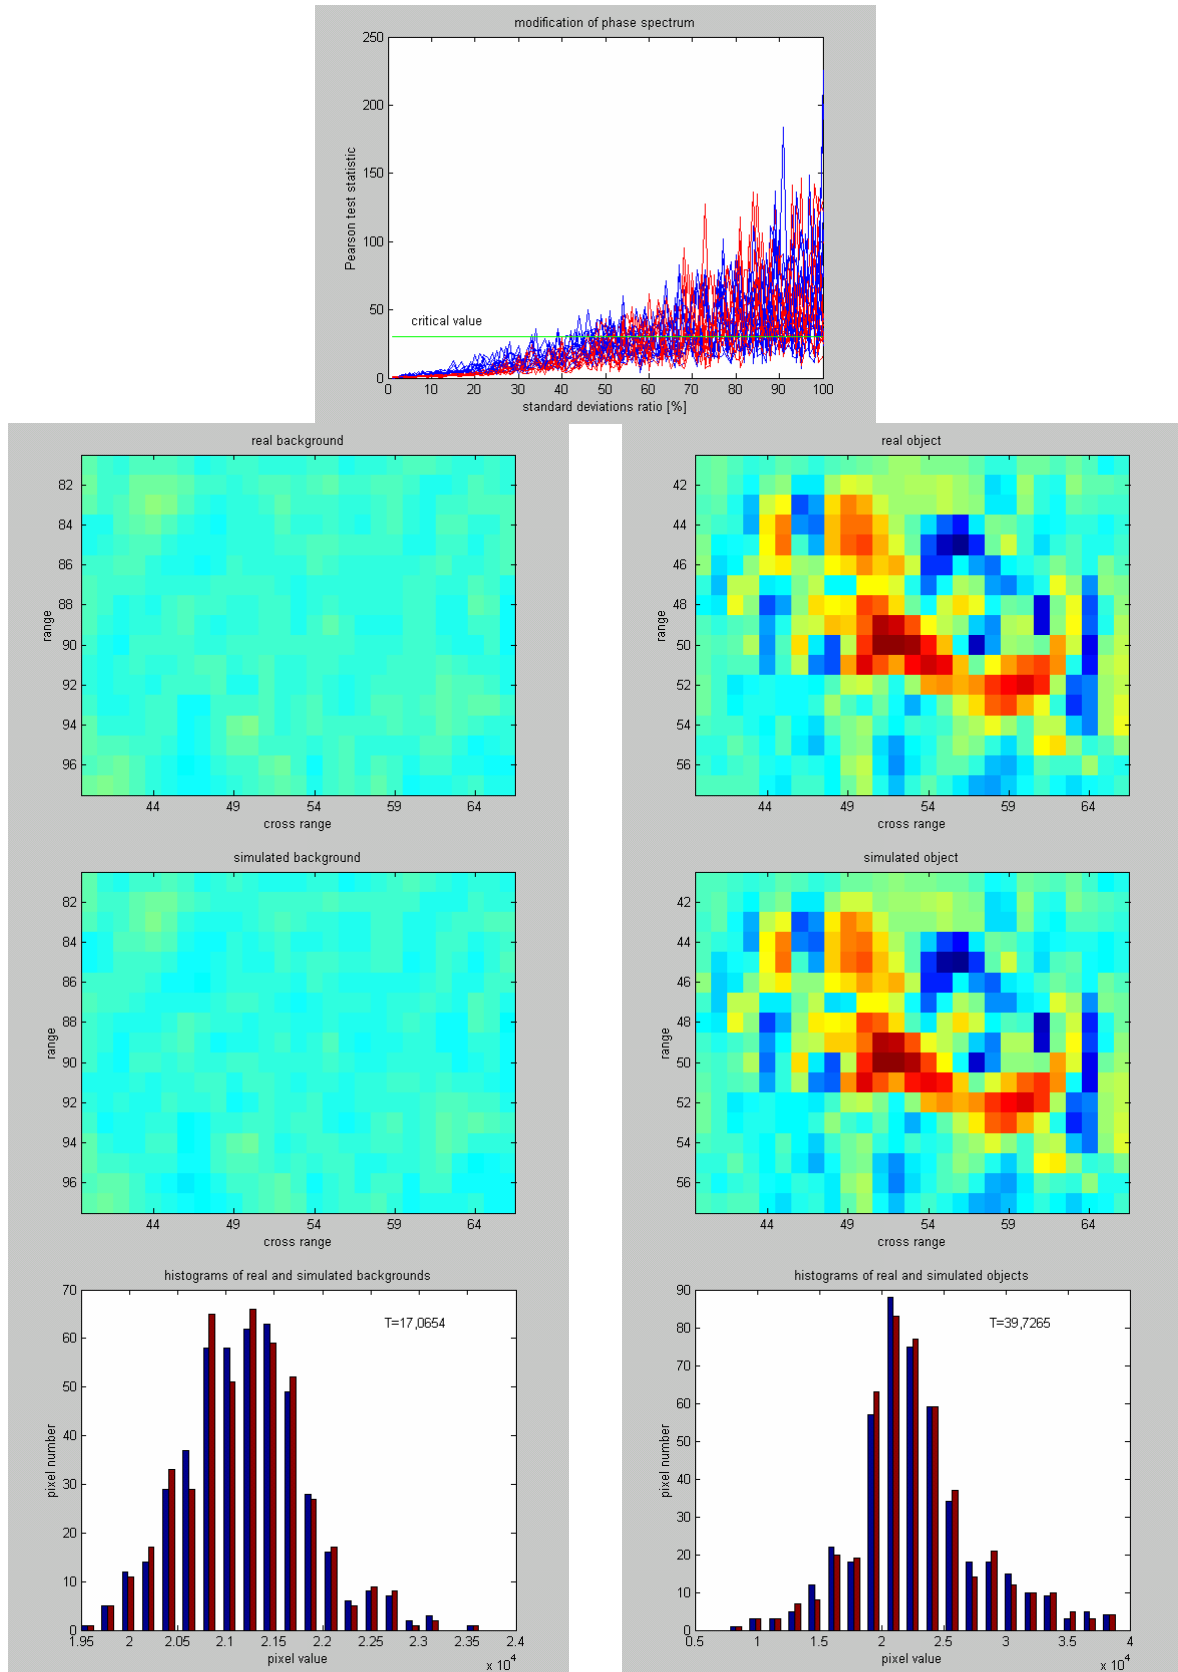 modification of phase spectrum
250
200
150
100
50
0
Pearson test statistic
critical value
0 10 20 30 40 50 60 70 80 90 100
standard deviations ratio [%]
real background
82
84
86
88
90
92
94
96
range
44 49 54 59 64
cross range
real object
42
44
46
48
50
52
54
56
range
44 49 54 59 64
cross range
simulated background
82
84
86
88
90
92
94
96
range
44 49 54 59 64
cross range
simulated object
42
44
46
48
50
52
54
56
range
44 49 54 59 64
cross range
histograms of real and simulated backgrounds
70
60
50
40
30
20
10
0
pixel number
T=17,0654
1.95 2 2.05 2.1 2.15 2.2 2.25 2.3 2.35 2.4
pixel value
x 10^4
histograms of real and simulated objects
90
80
70
60
50
40
30
20
10
0
pixel number
T=39,7265
0.5 1 1.5 2 2.5 3 3.5 4
pixel value
x 10^4